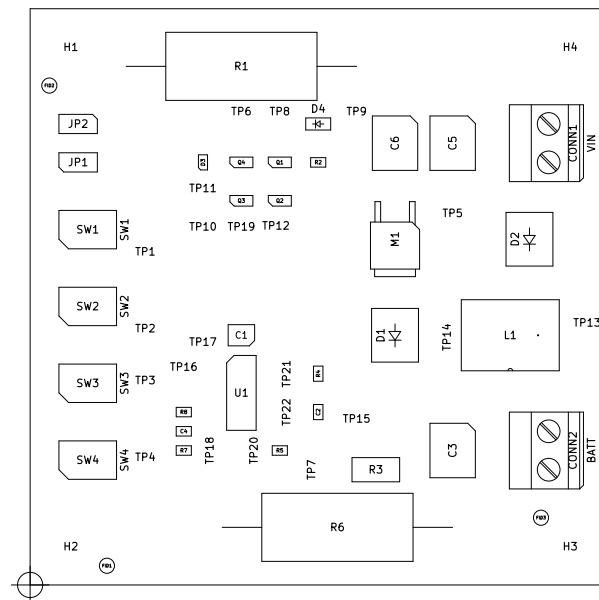 H1
H4
R1
FID2
TP6 TP8 D4 TP9
JP2
C6
C5
CONN1
VIN
JP1
D3
Q4
Q1
R2
TP11
Q3
Q2
TP10 TP19 TP12
TP5
SW1
SW1
TP1
M1
D2
SW2
SW2
TP2
TP17
C1
D1
TP14
L1
TP13
SW3
SW3
TP3
TP16
U1
TP21
R4
R8
TP22
C2
TP15
C4
SW4
SW4
TP4
R7
TP18
TP20
R5
TP7
R3
C3
CONN2
BATT
R6
FID3
H2
H3
FID1